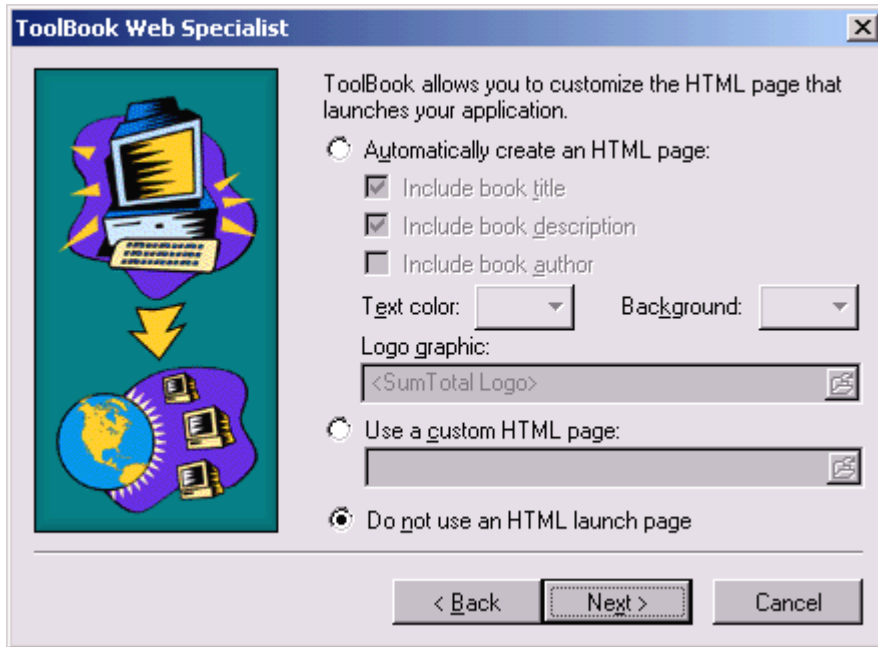 ToolBook Web Specialist
ToolBook allows you to customize the HTML page that
launches your application.
Automatically create an HTML page:
Include book title
Include book description
Include book author
Text color: Background:
Logo graphic:
<SumTotal Logo>
Use a custom HTML page:
Do not use an HTML launch page
< Back Next > Cancel